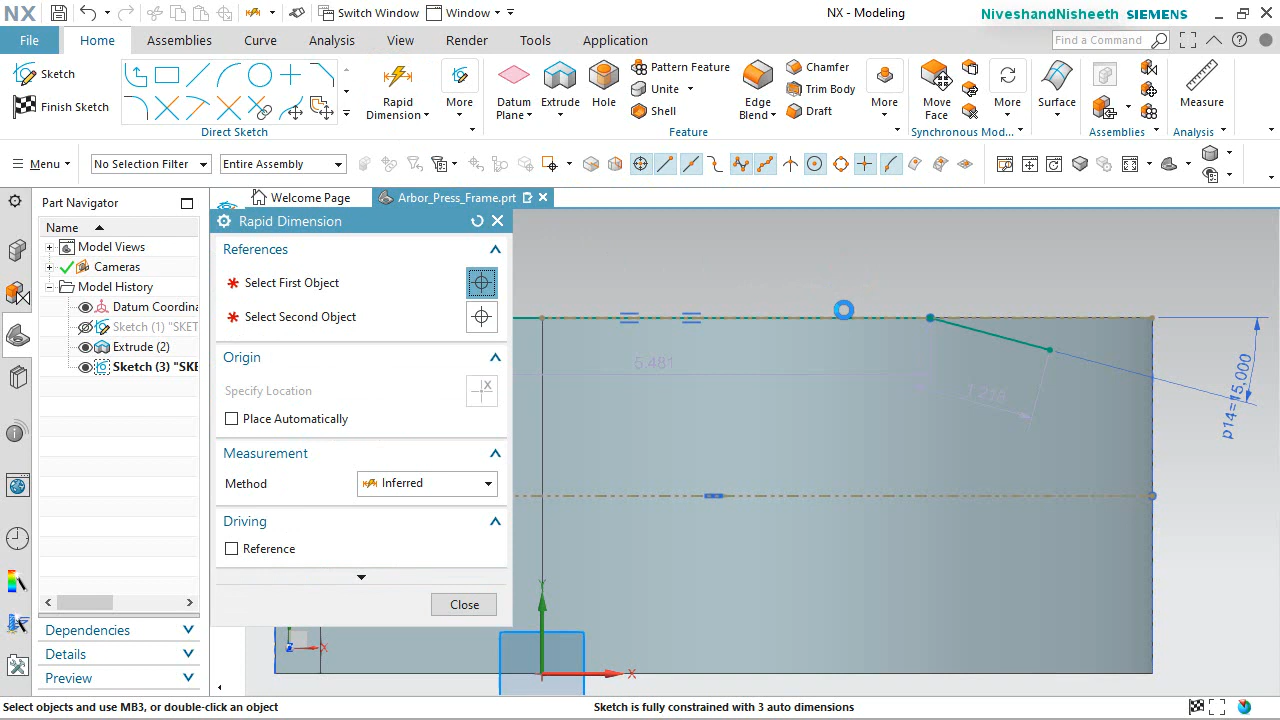 NX
Switch Window
Window
NX - Modeling
NiveshandNisheeth SIEMENS
File
Home
Assemblies
Curve
Analysis
View
Render
Tools
Application
Find a Command
Sketch
Finish Sketch
Direct Sketch
Rapid
Dimension
More
Datum
Plane
Extrude
Hole
Pattern Feature
Unite
Shell
Edge
Blend
Chamfer
Trim Body
Draft
More
Feature
Move
Face
More
Synchronous Mod...
Surface
Assemblies
Measure
Analysis
Menu
No Selection Filter
Entire Assembly
Part Navigator
Welcome Page
Arbor_Press_Frame.prt
Name
Model Views
Cameras
Model History
Datum Coordina
Sketch (1) "SKET
Extrude (2)
Sketch (3) "SKE
Dependencies
Details
Preview
Rapid Dimension
References
Select First Object
Select Second Object
Origin
Specify Location
Place Automatically
Measurement
Method
Inferred
Driving
Reference
Close
5.481
1.216
p14=15,000
Y
X
X
Select objects and use MB3, or double-click an object
Sketch is fully constrained with 3 auto dimensions